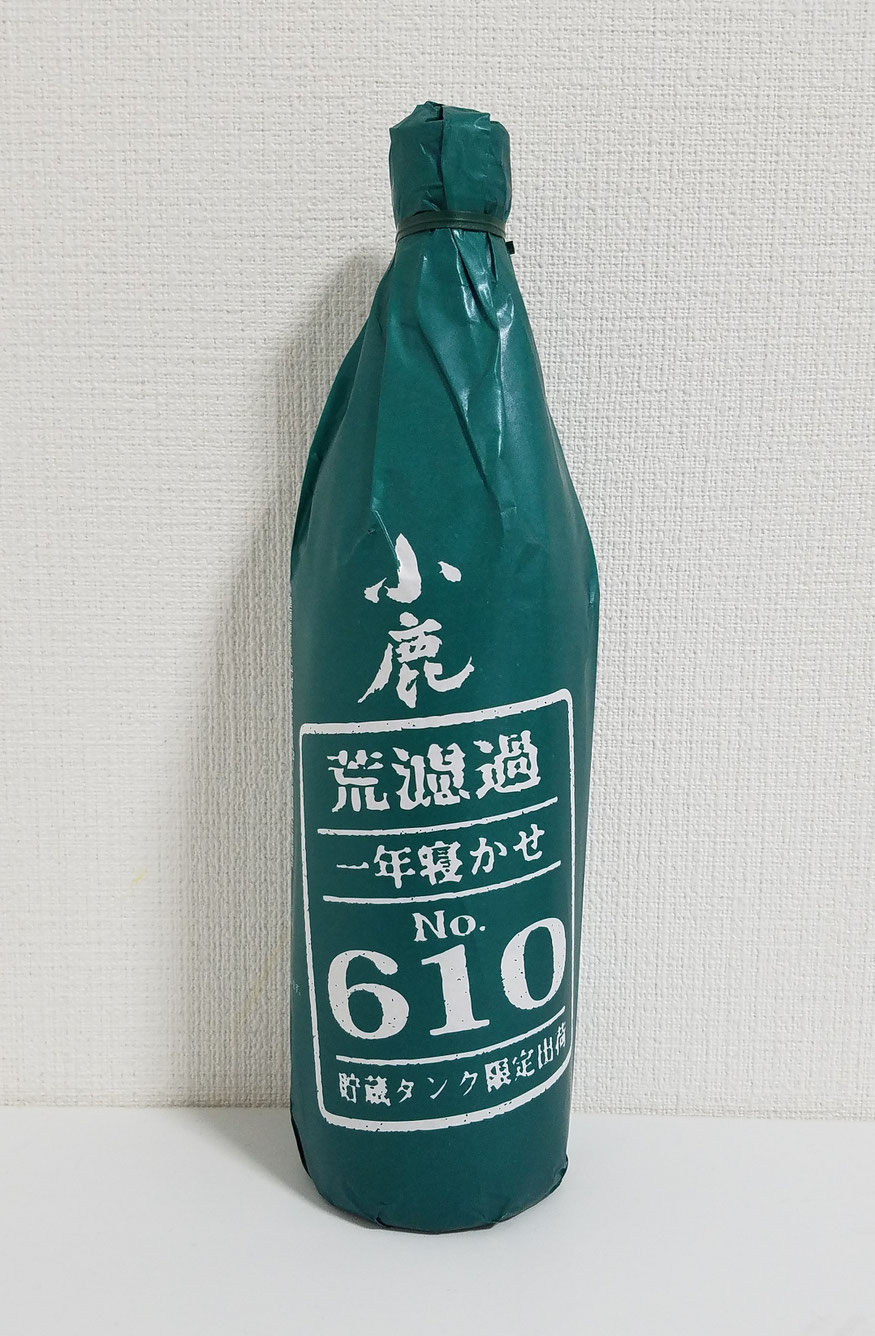 小鹿
荒濾過
一年寝かせ
No.
610
貯蔵タンク限定出荷